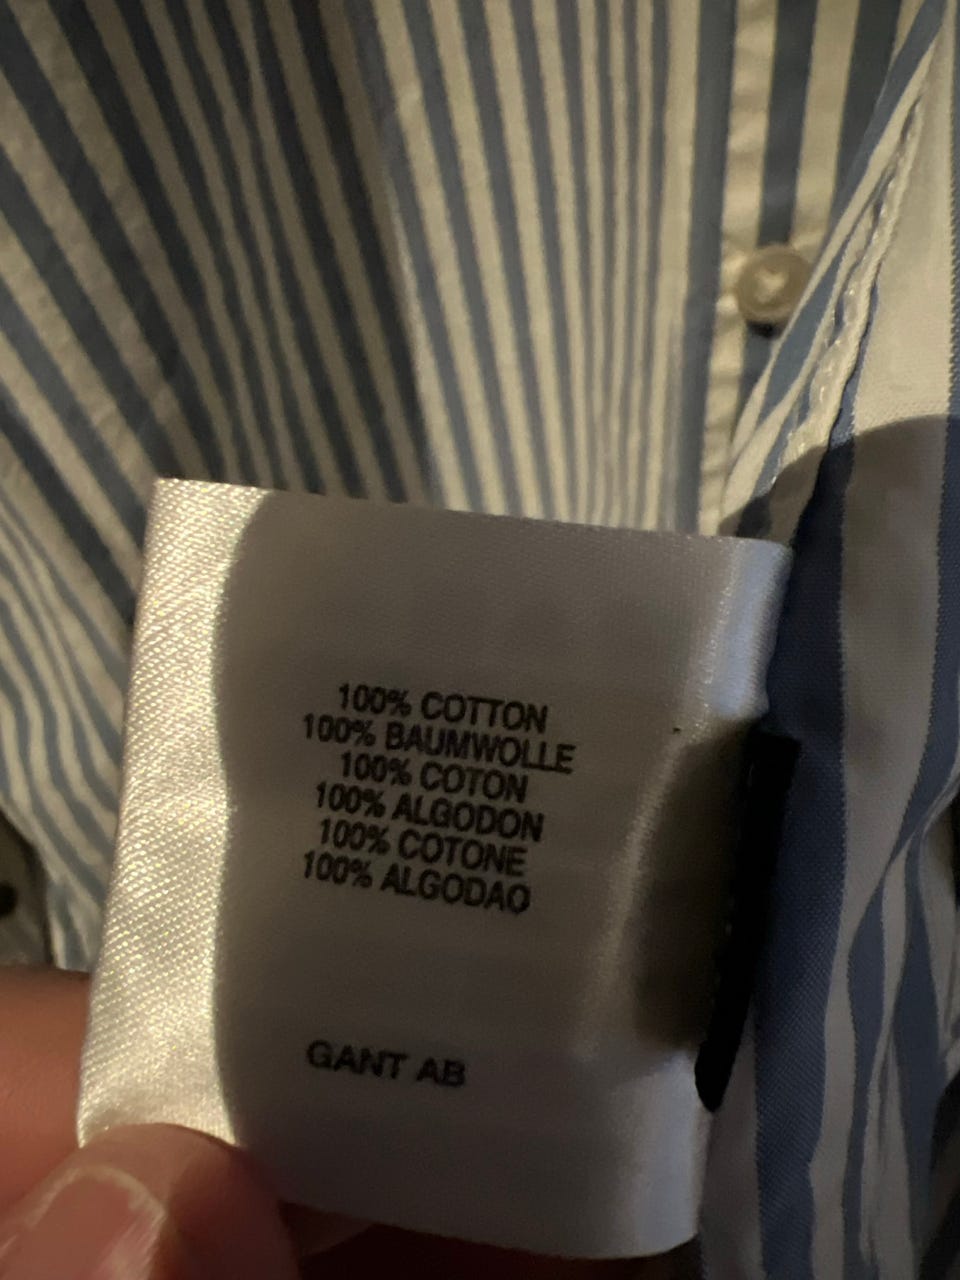 100% COTTON
100% BAUMWOLLE
100% COTON
100% ALGODON
100% COTONE
100% ALGODAO
GANT AB